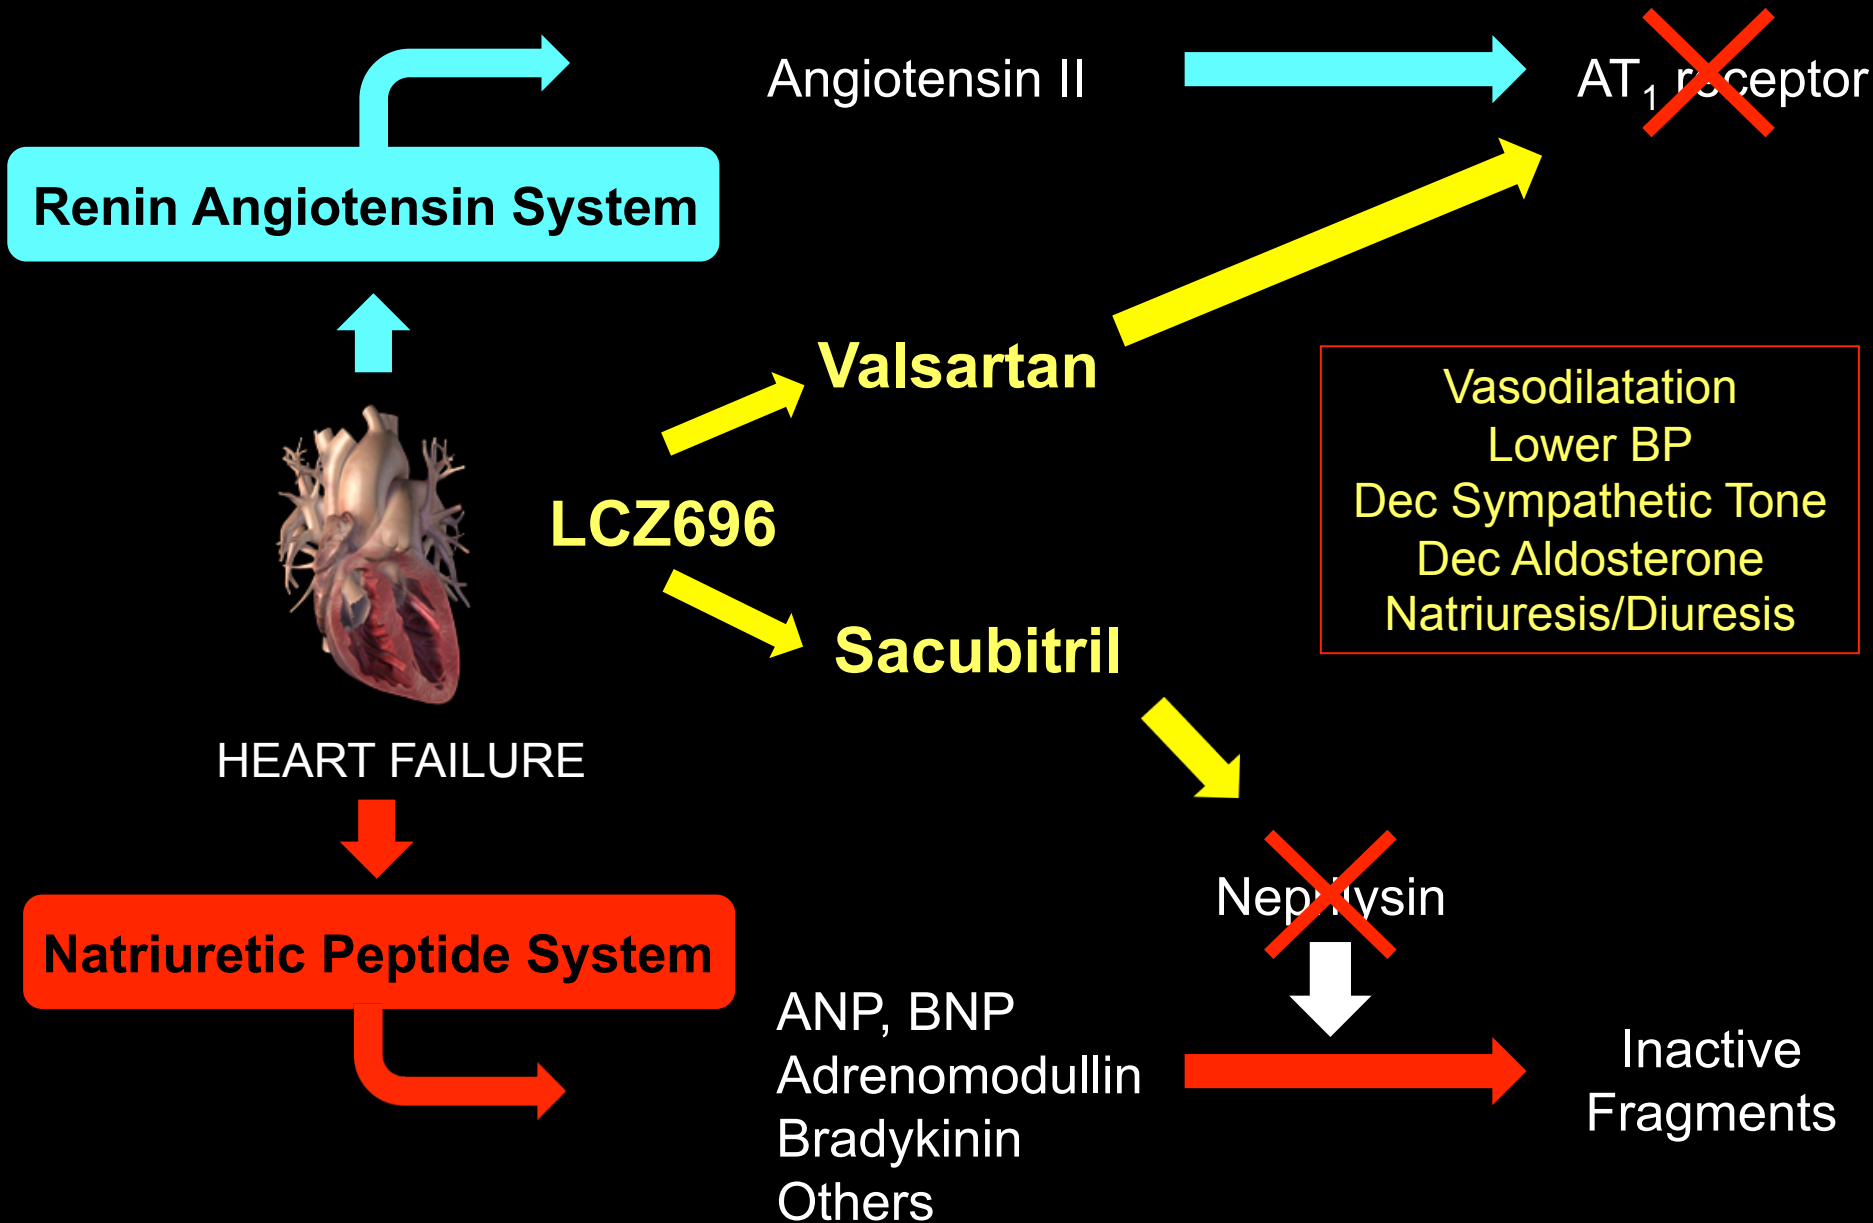 Angiotensin II
AT₁ receptor
Renin Angiotensin System
Valsartan
Vasodilatation
Lower BP
Dec Sympathetic Tone
Dec Aldosterone
Natriuresis/Diuresis
LCZ696
Sacubitril
HEART FAILURE
Neprilysin
Natriuretic Peptide System
ANP, BNP
Adrenomodullin
Bradykinin
Others
Inactive
Fragments